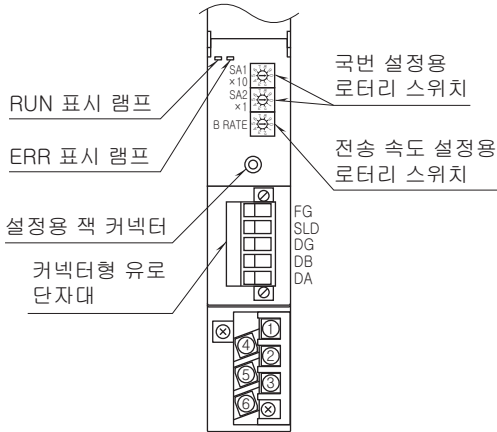 RUN 표시 램프
ERR 표시 램프
설정용 잭 커넥터
커넥터형 유로
단자대
SA1
×10
SA2
×1
B RATE
국번 설정용
로터리 스위치
전송 속도 설정용
로터리 스위치
FG
SLD
DG
DB
DA
①
④
②
⑤
③
⑥